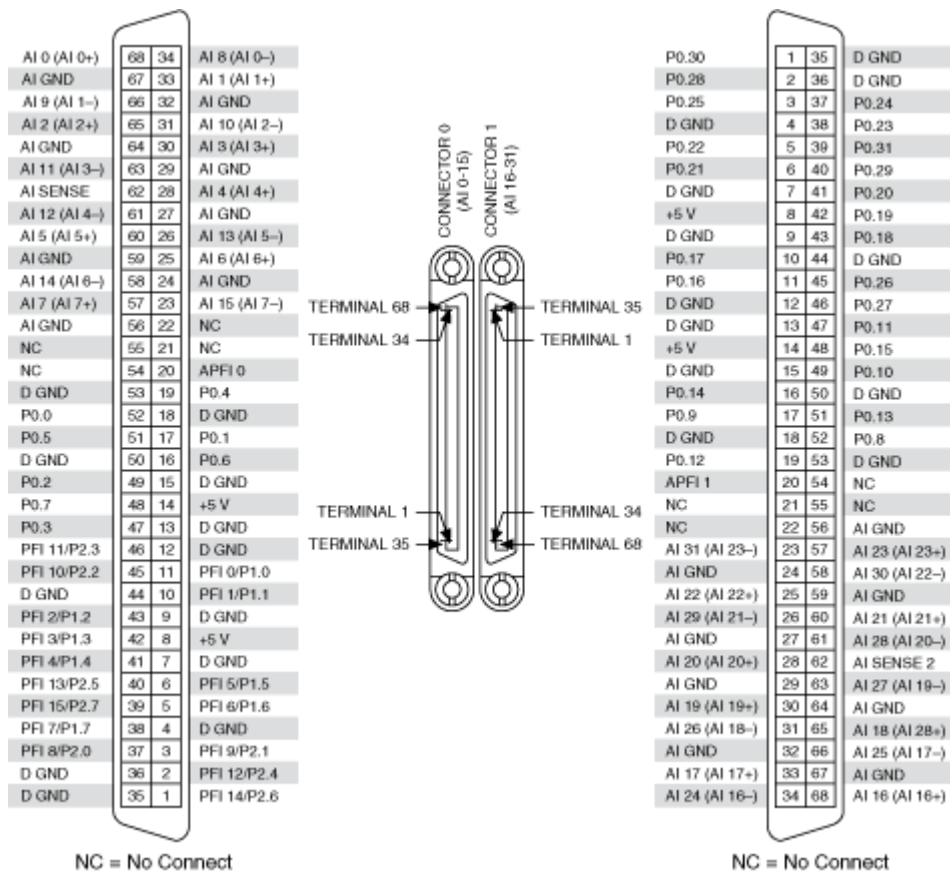 AI 0 (AI 0+) 68 34 AI 8 (AI 0–)
AI GND 67 33 AI 1 (AI 1+)
AI 9 (AI 1–) 66 32 AI GND
AI 2 (AI 2+) 65 31 AI 10 (AI 2–)
AI GND 64 30 AI 3 (AI 3+)
AI 11 (AI 3–) 63 29 AI GND
AI SENSE 62 28 AI 4 (AI 4+)
AI 12 (AI 4–) 61 27 AI GND
AI 5 (AI 5+) 60 26 AI 13 (AI 5–)
AI GND 59 25 AI 6 (AI 6+)
AI 14 (AI 6–) 58 24 AI GND
AI 7 (AI 7+) 57 23 AI 15 (AI 7–)
AI GND 56 22 NC
NC 55 21 NC
NC 54 20 APFI 0
D GND 53 19 P0.4
P0.0 52 18 D GND
P0.5 51 17 P0.1
D GND 50 16 P0.6
P0.2 49 15 D GND
P0.7 48 14 +5 V
P0.3 47 13 D GND
PFI 11/P2.3 46 12 D GND
PFI 10/P2.2 45 11 PFI 0/P1.0
D GND 44 10 PFI 1/P1.1
PFI 2/P1.2 43 9 D GND
PFI 3/P1.3 42 8 +5 V
PFI 4/P1.4 41 7 D GND
PFI 13/P2.5 40 6 PFI 5/P1.5
PFI 15/P2.7 39 5 PFI 6/P1.6
PFI 7/P1.7 38 4 D GND
PFI 8/P2.0 37 3 PFI 9/P2.1
D GND 36 2 PFI 12/P2.4
D GND 35 1 PFI 14/P2.6
NC = No Connect
CONNECTOR 0
(AI 0-15)
CONNECTOR 1
(AI 16-31)
TERMINAL 68
TERMINAL 34
TERMINAL 35
TERMINAL 1
TERMINAL 1
TERMINAL 35
TERMINAL 34
TERMINAL 68
P0.30 1 35 D GND
P0.28 2 36 D GND
P0.25 3 37 P0.24
D GND 4 38 P0.23
P0.22 5 39 P0.31
P0.21 6 40 P0.29
D GND 7 41 P0.20
+5 V 8 42 P0.19
D GND 9 43 P0.18
P0.17 10 44 D GND
P0.16 11 45 P0.26
D GND 12 46 P0.27
D GND 13 47 P0.11
+5 V 14 48 P0.15
D GND 15 49 P0.10
P0.14 16 50 D GND
P0.9 17 51 P0.13
D GND 18 52 P0.8
P0.12 19 53 D GND
APFI 1 20 54 NC
NC 21 55 NC
NC 22 56 AI GND
AI 31 (AI 23–) 23 57 AI 23 (AI 23+)
AI GND 24 58 AI 30 (AI 22–)
AI 22 (AI 22+) 25 59 AI GND
AI 29 (AI 21–) 26 60 AI 21 (AI 21+)
AI GND 27 61 AI 28 (AI 20–)
AI 20 (AI 20+) 28 62 AI SENSE 2
AI GND 29 63 AI 27 (AI 19–)
AI 19 (AI 19+) 30 64 AI GND
AI 26 (AI 18–) 31 65 AI 18 (AI 28+)
AI GND 32 66 AI 25 (AI 17–)
AI 17 (AI 17+) 33 67 AI GND
AI 24 (AI 16–) 34 68 AI 16 (AI 16+)
NC = No Connect